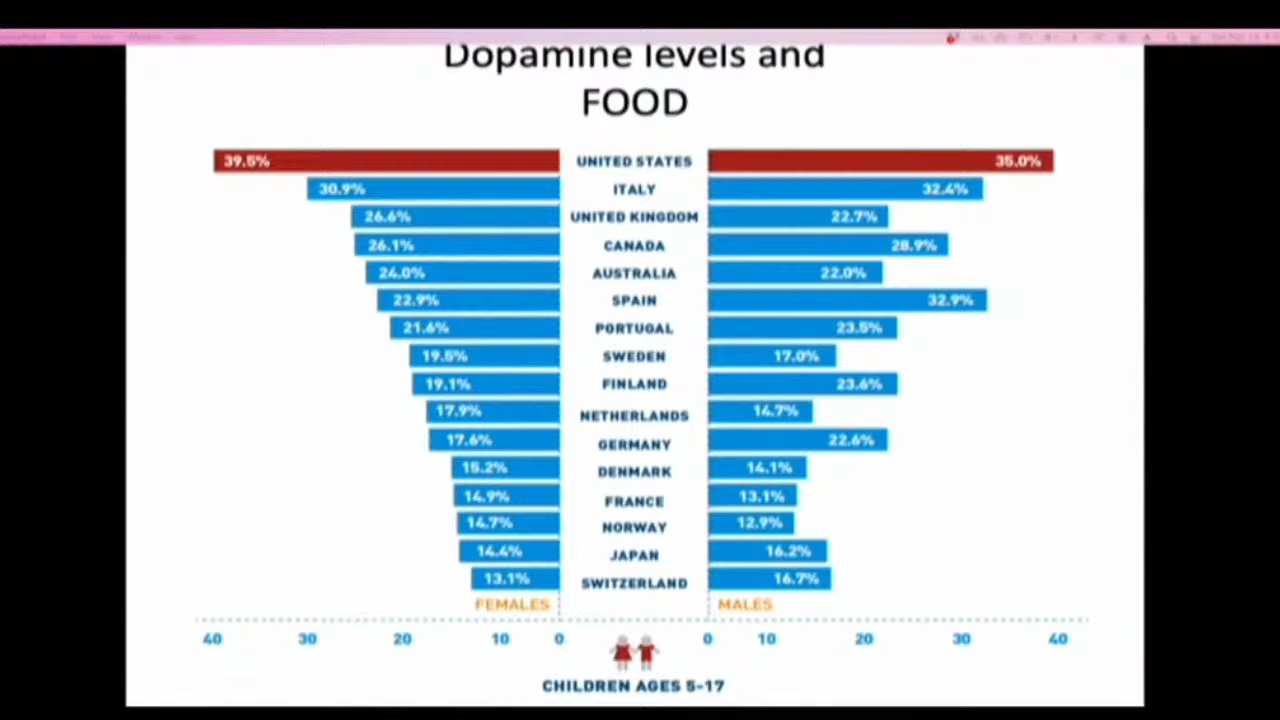 Dopamine levels and
FOOD
39.5% UNITED STATES 35.0%
30.9% ITALY 32.4%
26.6% UNITED KINGDOM 22.7%
26.1% CANADA 28.9%
24.0% AUSTRALIA 22.0%
22.9% SPAIN 32.9%
21.6% PORTUGAL 23.5%
19.5% SWEDEN 17.0%
19.1% FINLAND 23.6%
17.9% NETHERLANDS 14.7%
17.6% GERMANY 22.6%
15.2% DENMARK 14.1%
14.9% FRANCE 13.1%
14.7% NORWAY 12.9%
14.4% JAPAN 16.2%
13.1% SWITZERLAND 16.7%
FEMALES MALES
40 30 20 10 0 0 10 20 30 40
CHILDREN AGES 5-17